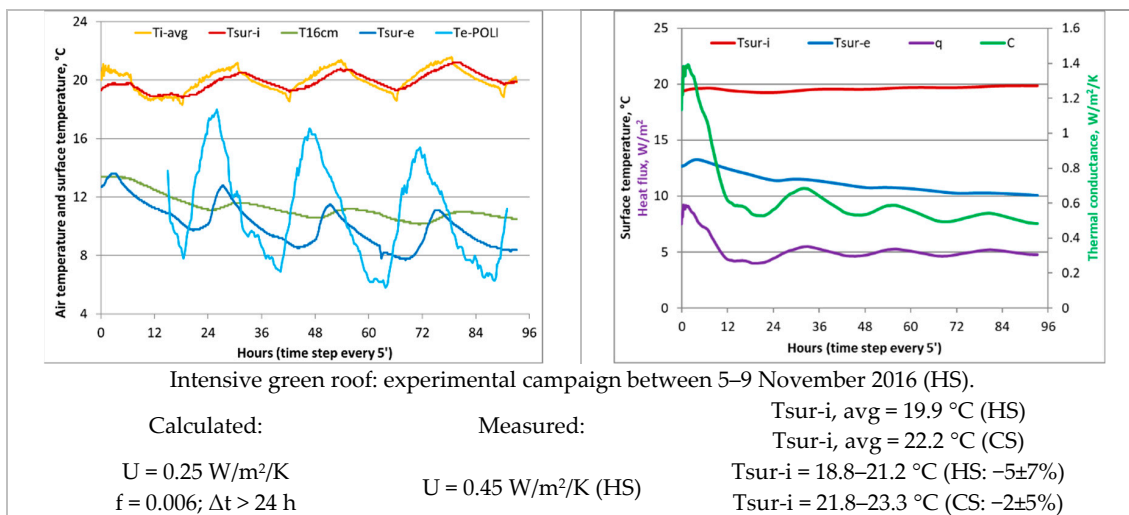 Ti-avg Tsur-i T16cm Tsur-e Te-POLI
Air temperature and surface temperature, °C
24
20
16
12
8
4
0 12 24 36 48 60 72 84 96
Hours (time step every 5')
Tsur-i Tsur-e q C
Surface temperature, °C
Heat flux, W/m²
25
20
15
10
5
0
0 12 24 36 48 60 72 84 96
Hours (time step every 5')
1.6
1.4
1.2
1
0.8
0.6
0.4
0.2
0
Thermal conductance, W/m²/K
Intensive green roof: experimental campaign between 5–9 November 2016 (HS).
Calculated:
U = 0.25 W/m²/K
f = 0.006; Δt > 24 h
Measured:
U = 0.45 W/m²/K (HS)
Tsur-i, avg = 19.9 °C (HS)
Tsur-i, avg = 22.2 °C (CS)
Tsur-i = 18.8–21.2 °C (HS: −5±7%)
Tsur-i = 21.8–23.3 °C (CS: −2±5%)